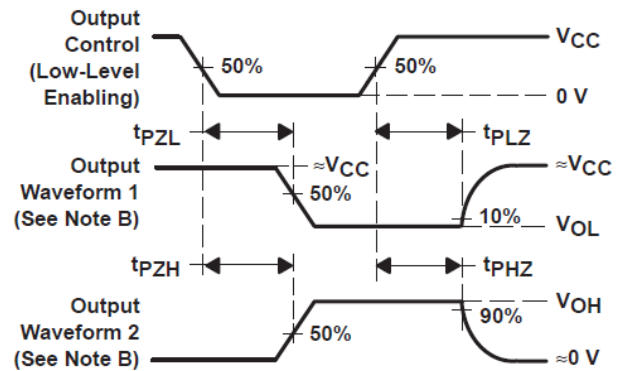 Output
Control
(Low-Level
Enabling)
50%
50%
VCC
0 V
tPZL
tPLZ
Output
Waveform 1
(See Note B)
≈VCC
50%
≈VCC
10%
VOL
tPZH
tPHZ
Output
Waveform 2
(See Note B)
50%
VOH
90%
≈0 V